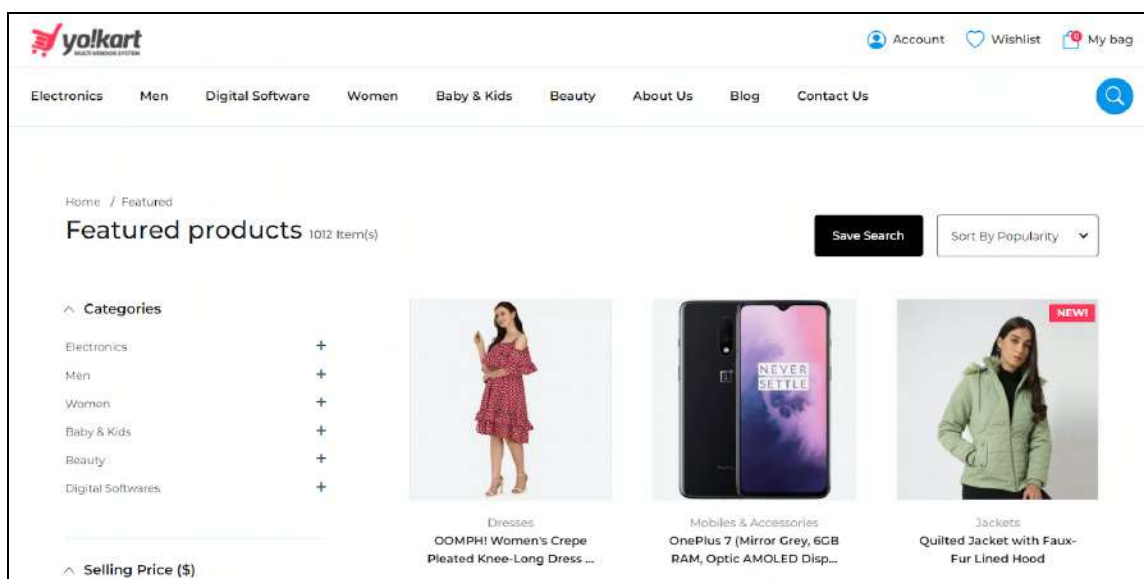 yo!kart
MULTI VENDOR SYSTEM
Account Wishlist 0 My bag
Electronics Men Digital Software Women Baby & Kids Beauty About Us Blog Contact Us
Home / Featured
Featured products 1012 Item(s)
Save Search
Sort By Popularity
Categories
Electronics +
Men +
Women +
Baby & Kids +
Beauty +
Digital Softwares +
Selling Price ($)
NEVER
SETTLE
NEW!
Dresses
OOMPH! Women's Crepe
Pleated Knee-Long Dress ...
Mobiles & Accessories
OnePlus 7 (Mirror Grey, 6GB
RAM, Optic AMOLED Disp...
Jackets
Quilted Jacket with Faux-
Fur Lined Hood